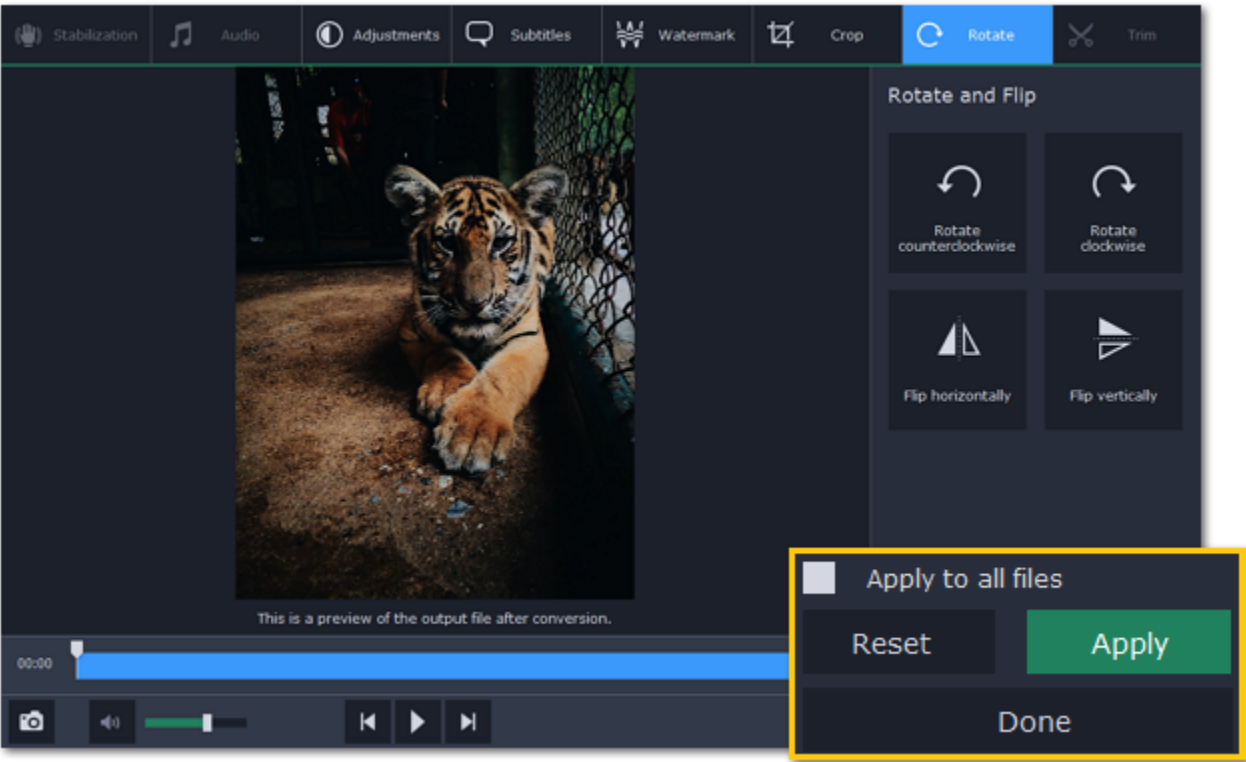 Stabilization
Audio
Adjustments
Subtitles
Watermark
Crop
Rotate
Trim
Rotate and Flip
Rotate
counterclockwise
Rotate
clockwise
Flip horizontally
Flip vertically
This is a preview of the output file after conversion.
00:00
Apply to all files
Reset
Apply
Done